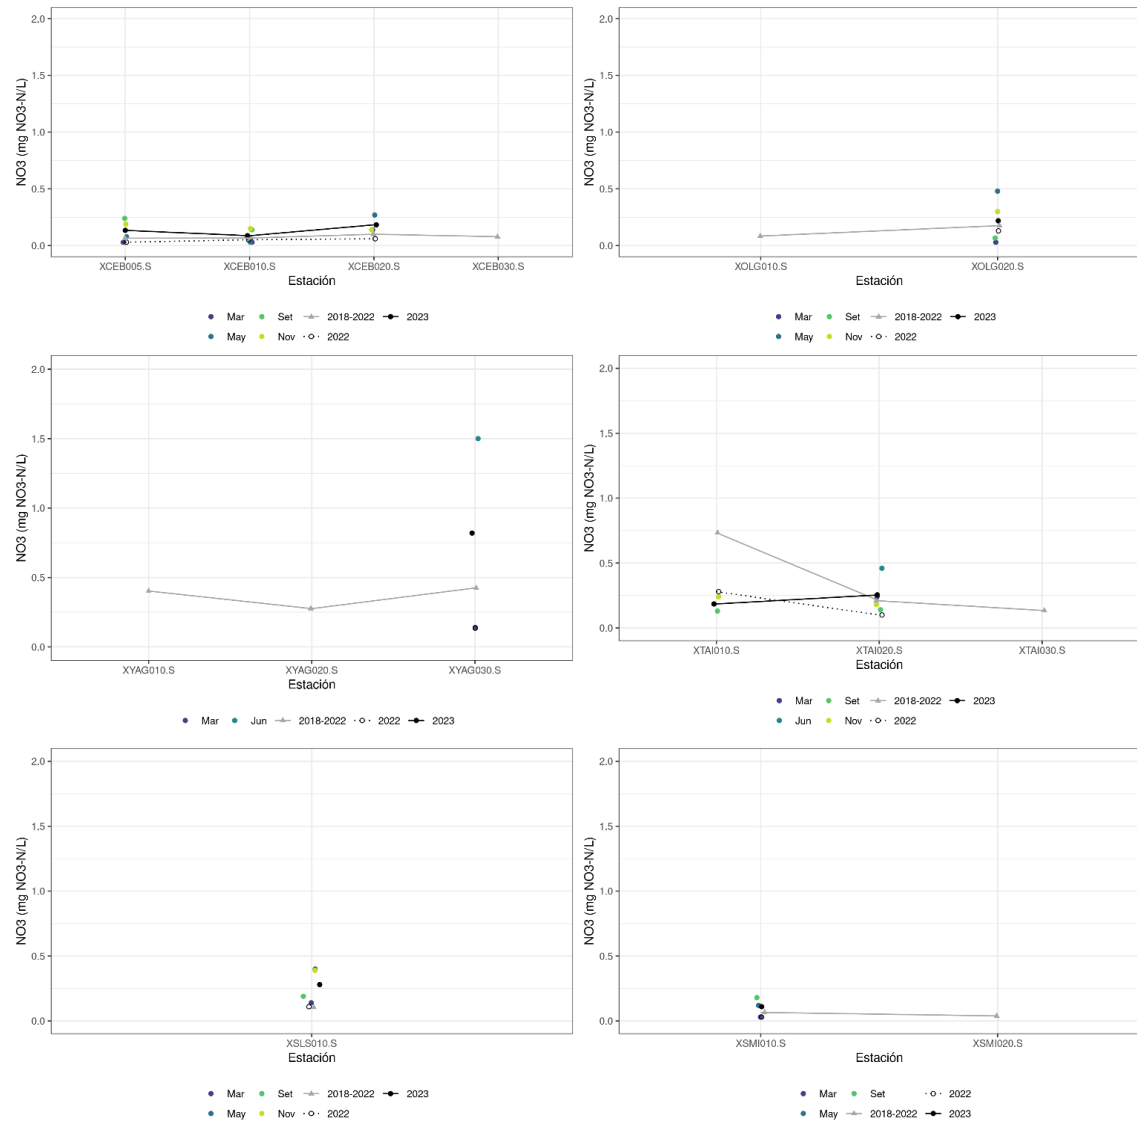 2.0
1.5
1.0
0.5
0.0
NO3 (mg NO3-N/L)
XCEB005.S XCEB010.S XCEB020.S XCEB030.S
Estación
Mar Set 2018-2022 2023
May Nov 2022
2.0
1.5
1.0
0.5
0.0
NO3 (mg NO3-N/L)
XOLG010.S XOLG020.S
Estación
Mar Set 2018-2022 2023
May Nov 2022
2.0
1.5
1.0
0.5
0.0
NO3 (mg NO3-N/L)
XYAG010.S XYAG020.S XYAG030.S
Estación
Mar Jun 2018-2022 2022 2023
2.0
1.5
1.0
0.5
0.0
NO3 (mg NO3-N/L)
XTAI010.S XTAI020.S XTAI030.S
Estación
Mar Set 2018-2022 2023
Jun Nov 2022
2.0
1.5
1.0
0.5
0.0
NO3 (mg NO3-N/L)
XSLS010.S
Estación
Mar Set 2018-2022 2023
May Nov 2022
2.0
1.5
1.0
0.5
0.0
NO3 (mg NO3-N/L)
XSMI010.S XSMI020.S
Estación
Mar Set 2022
May 2018-2022 2023